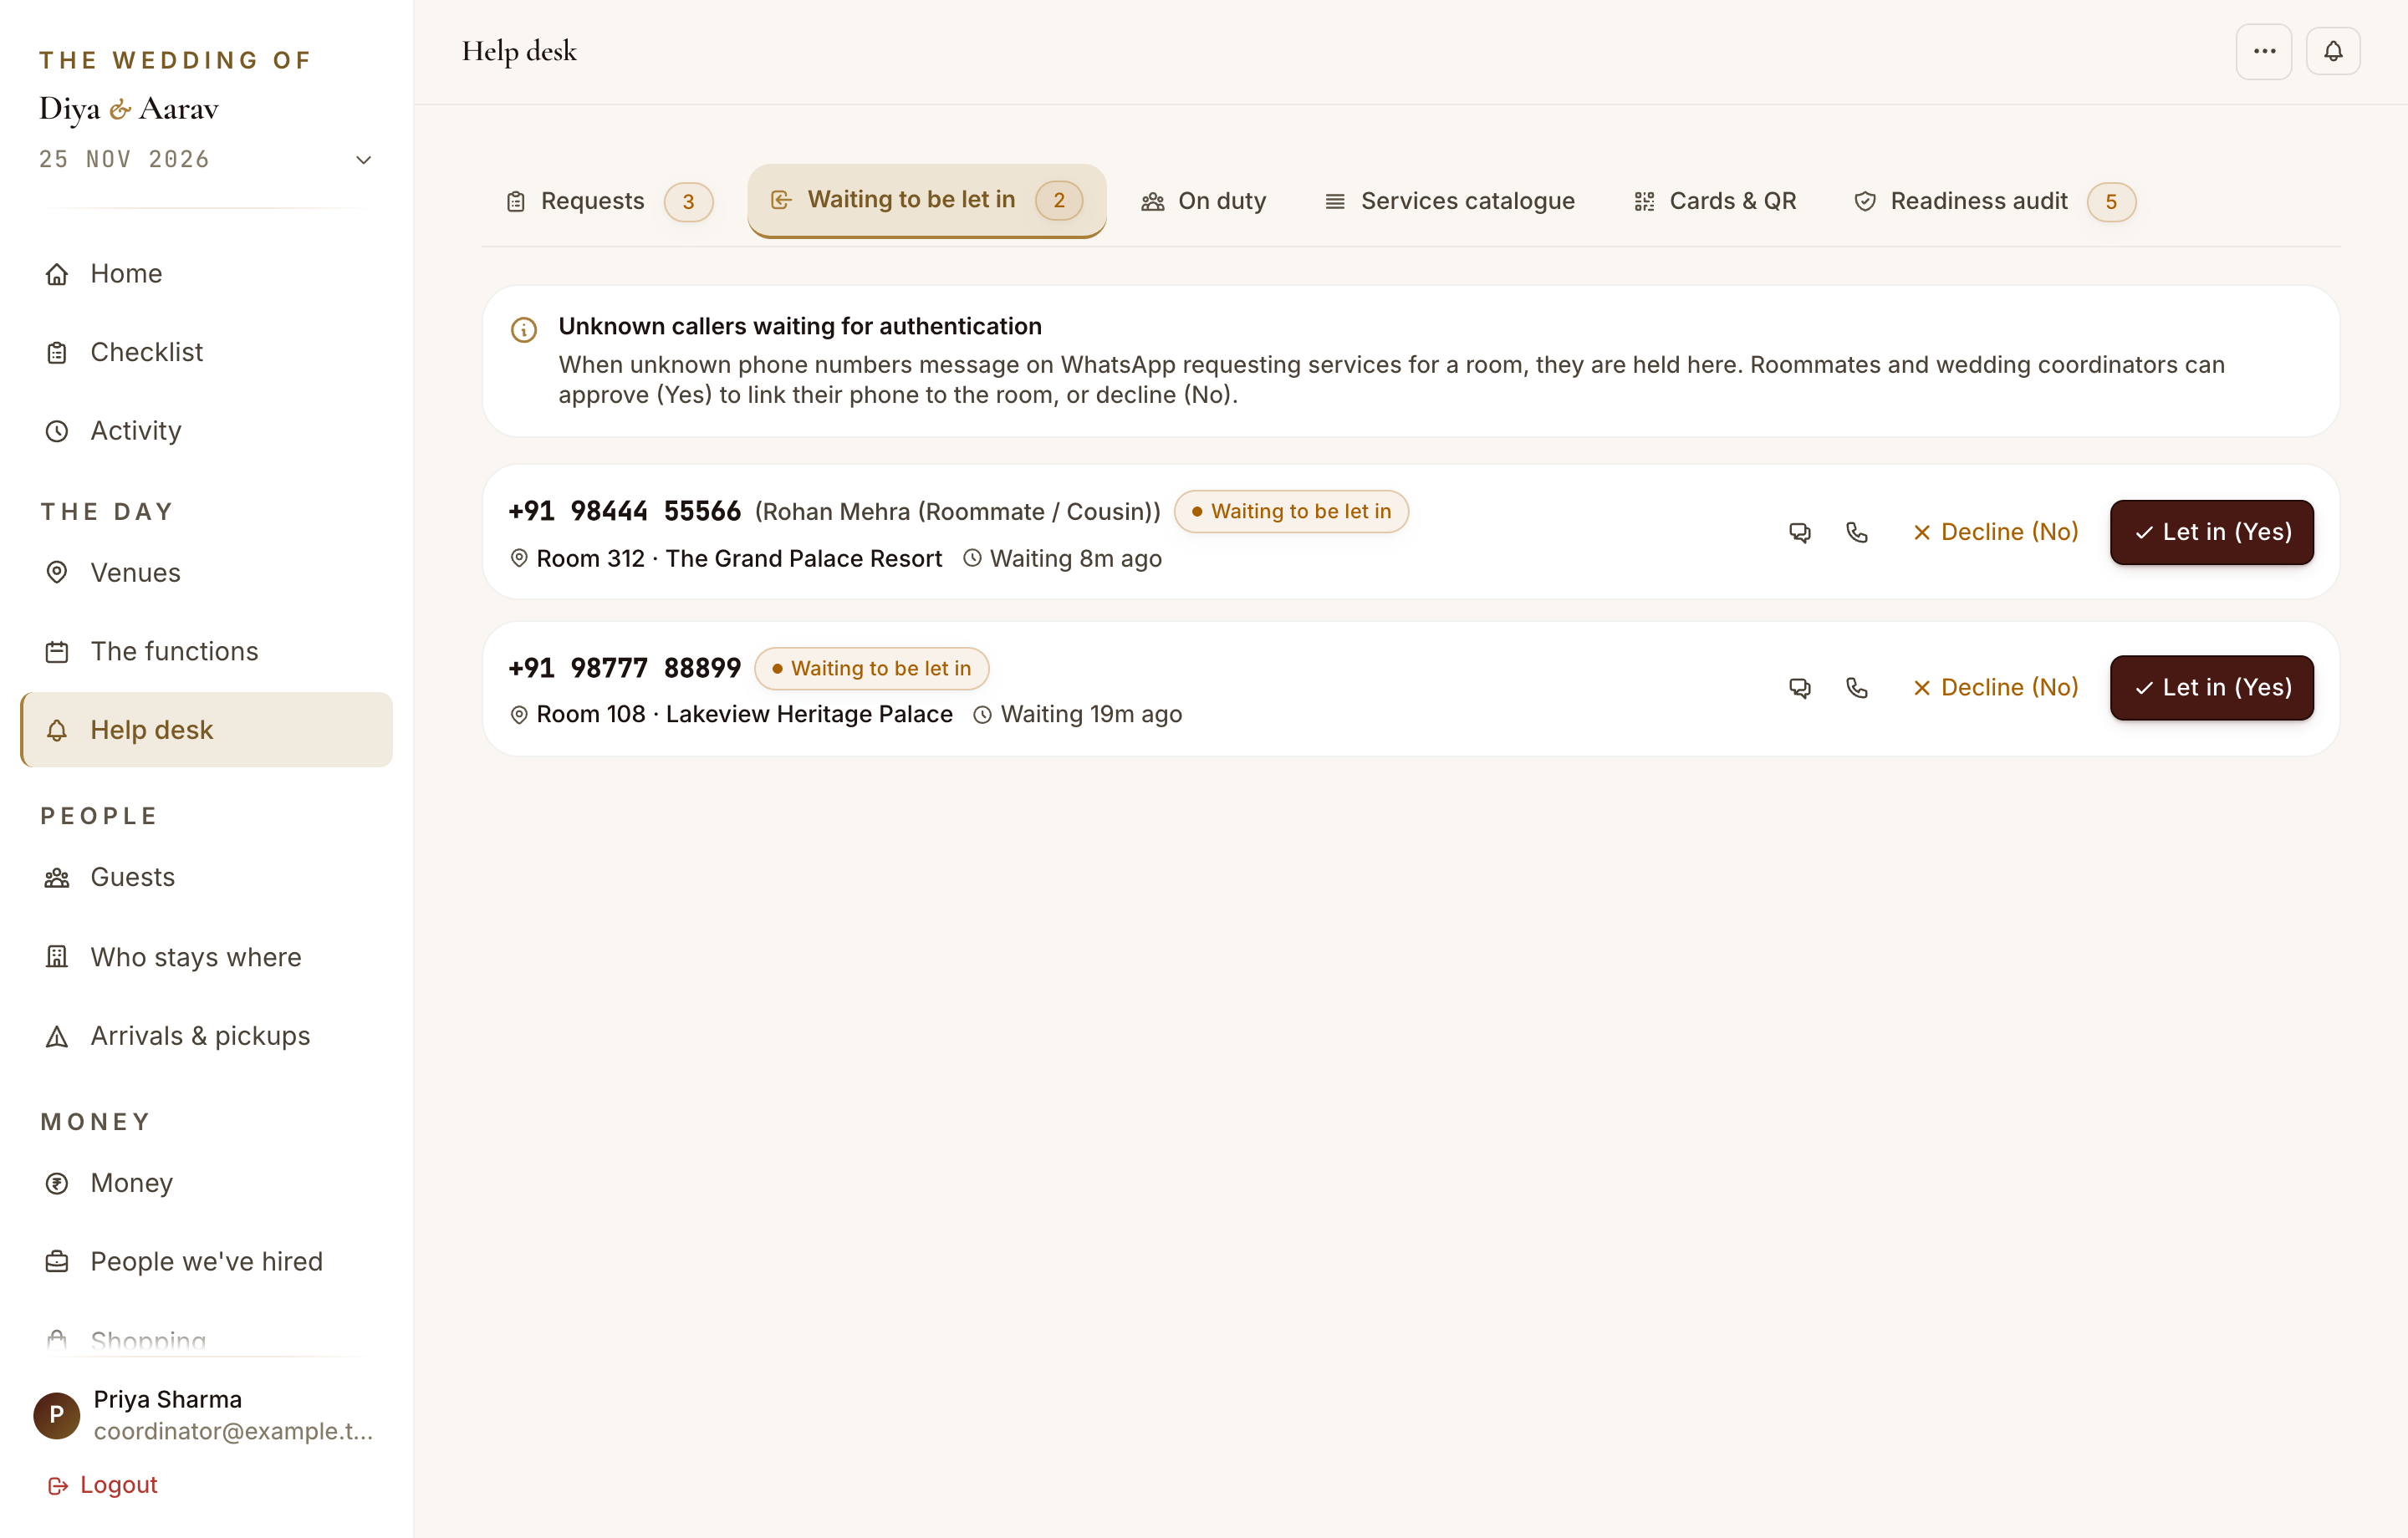 THE WEDDING OF
Diya & Aarav
25 NOV 2026
Home
Checklist
Activity
THE DAY
Venues
The functions
Help desk
PEOPLE
Guests
Who stays where
Arrivals & pickups
MONEY
Money
People we've hired
Shopping
P
Priya Sharma
coordinator@example.t...
Logout
Help desk
Requests 3
Waiting to be let in 2
On duty
Services catalogue
Cards & QR
Readiness audit 5
Unknown callers waiting for authentication
When unknown phone numbers message on WhatsApp requesting services for a room, they are held here. Roommates and wedding coordinators can
approve (Yes) to link their phone to the room, or decline (No).
+91 98444 55566 (Rohan Mehra (Roommate / Cousin)) Waiting to be let in
Room 312 · The Grand Palace Resort Waiting 8m ago
Decline (No)
Let in (Yes)
+91 98777 88899 Waiting to be let in
Room 108 · Lakeview Heritage Palace Waiting 19m ago
Decline (No)
Let in (Yes)